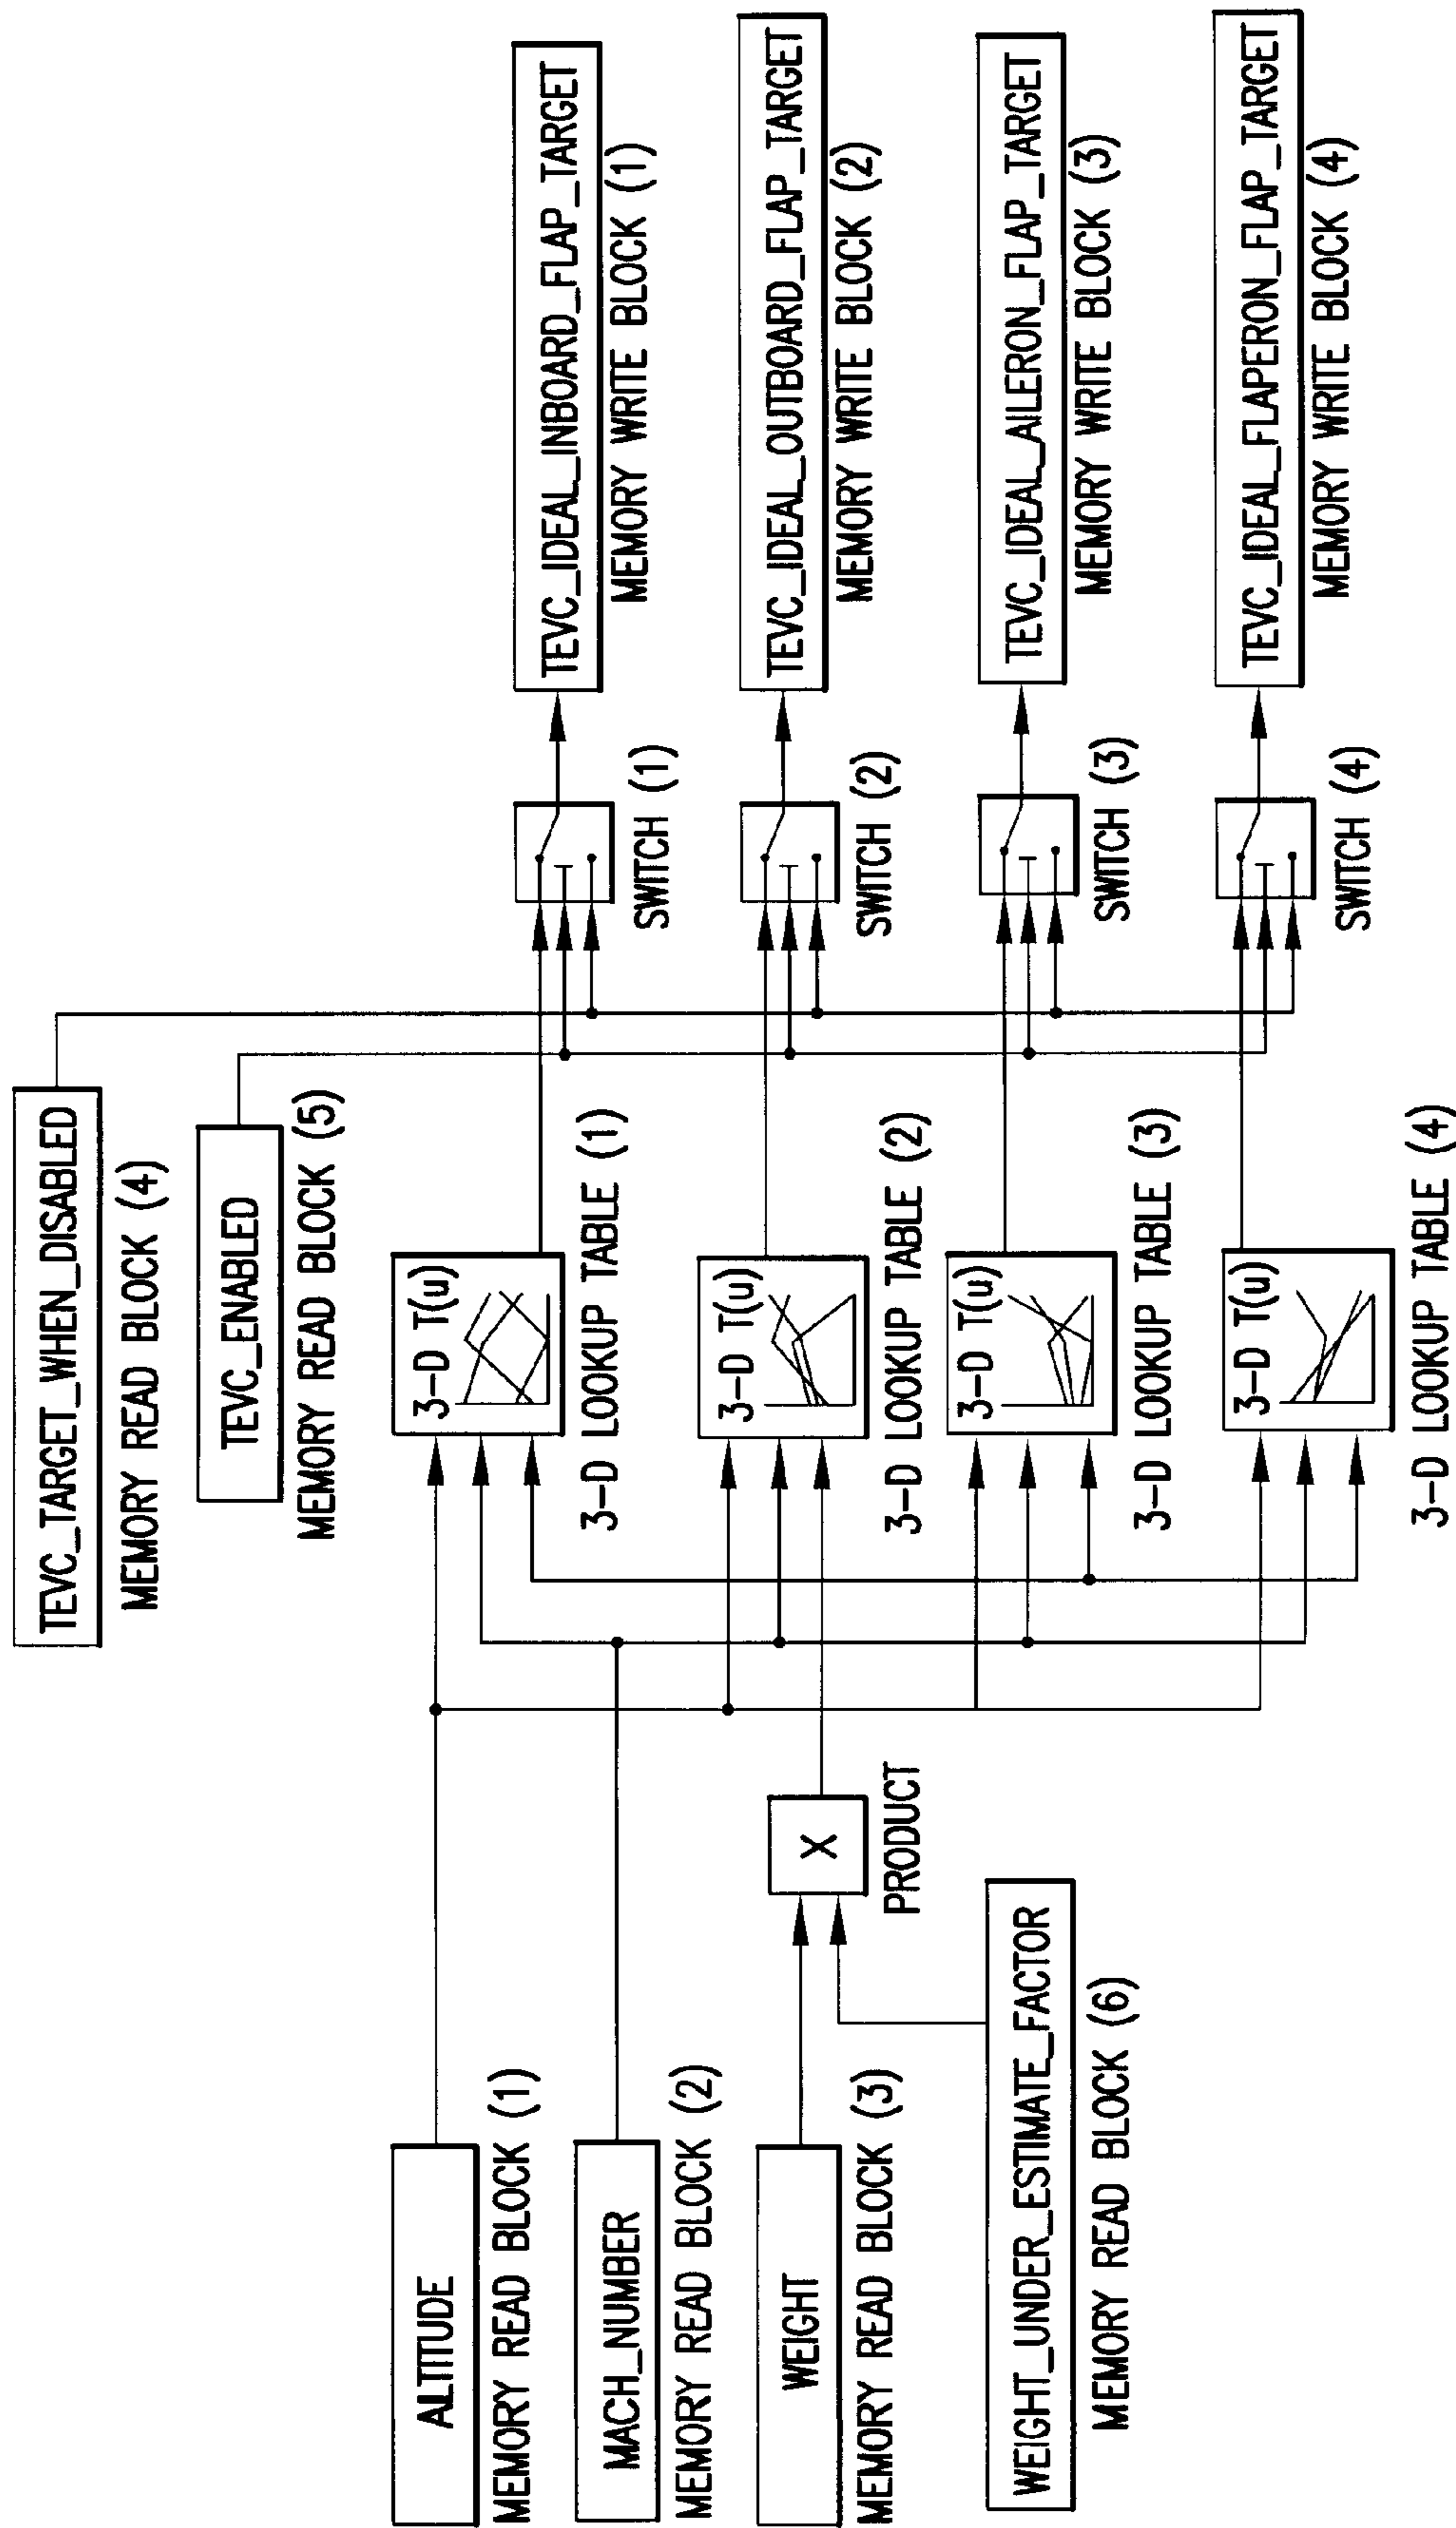 TEVC_TARGET_WHEN_DISABLED
MEMORY READ BLOCK (4)
TEVC_ENABLED
MEMORY READ BLOCK (5)
ALTITUDE
MEMORY READ BLOCK (1)
MACH_NUMBER
MEMORY READ BLOCK (2)
WEIGHT
MEMORY READ BLOCK (3)
WEIGHT_UNDER_ESTIMATE_FACTOR
MEMORY READ BLOCK (6)
X
PRODUCT
3-D T(u)
3-D LOOKUP TABLE (1)
3-D T(u)
3-D LOOKUP TABLE (2)
3-D T(u)
3-D LOOKUP TABLE (3)
3-D T(u)
3-D LOOKUP TABLE (4)
SWITCH (1)
SWITCH (2)
SWITCH (3)
SWITCH (4)
TEVC_IDEAL_INBOARD_FLAP_TARGET
MEMORY WRITE BLOCK (1)
TEVC_IDEAL_OUTBOARD_FLAP_TARGET
MEMORY WRITE BLOCK (2)
TEVC_IDEAL_AILERON_FLAP_TARGET
MEMORY WRITE BLOCK (3)
TEVC_IDEAL_FLAPERON_FLAP_TARGET
MEMORY WRITE BLOCK (4)